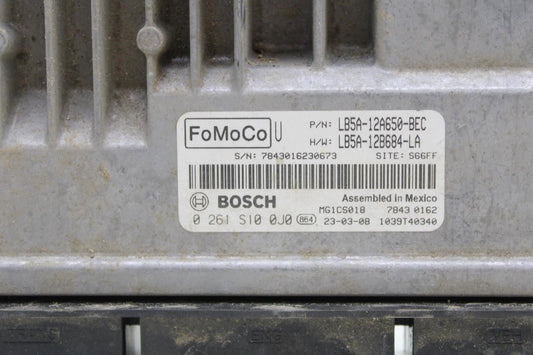 FoMoCo U P/N: LB5A-12A650-BEC
H/W: LB5A-12B684-LA
S/N: 7843016230673 SITE: S66FF
BOSCH Assembled in Mexico
MG1CS018 7843 0162
0 261 S10 0J0 864 23-03-08 1039T40340